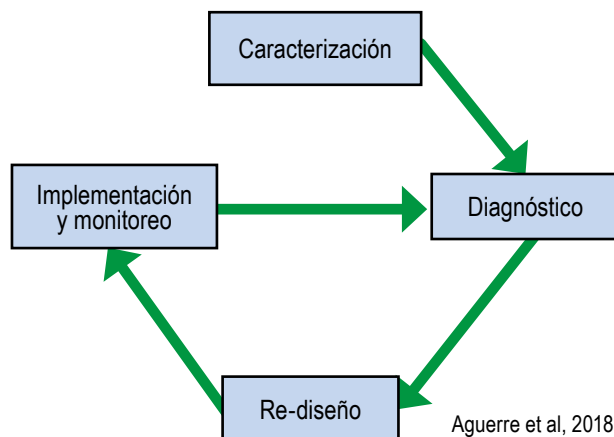 Caracterización
Implementación
y monitoreo
Diagnóstico
Re-diseño
Aguerre et al, 2018